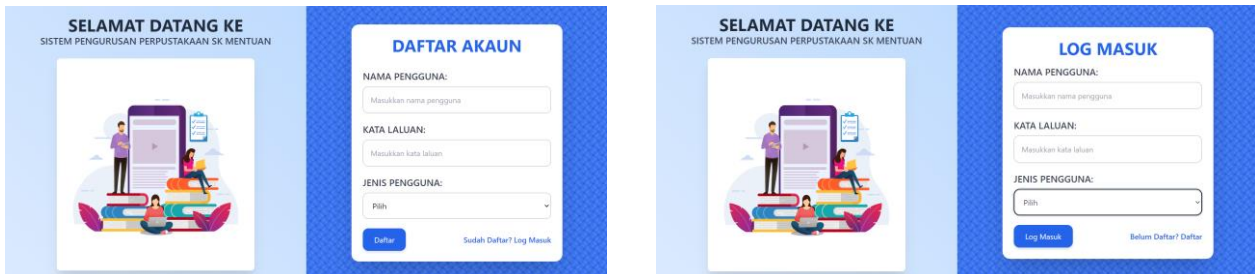 SELAMAT DATANG KE
SISTEM PENGURUSAN PERPUSTAKAAN SK MENTUAN
DAFTAR AKAUN
NAMA PENGGUNA:
Masukkan nama pengguna
KATA LALUAN:
Masukkan kata laluan
JENIS PENGGUNA:
Pilih
Daftar
Sudah Daftar? Log Masuk
SELAMAT DATANG KE
SISTEM PENGURUSAN PERPUSTAKAAN SK MENTUAN
LOG MASUK
NAMA PENGGUNA:
Masukkan nama pengguna
KATA LALUAN:
Masukkan kata laluan
JENIS PENGGUNA:
Pilih
Log Masuk
Belum Daftar? Daftar